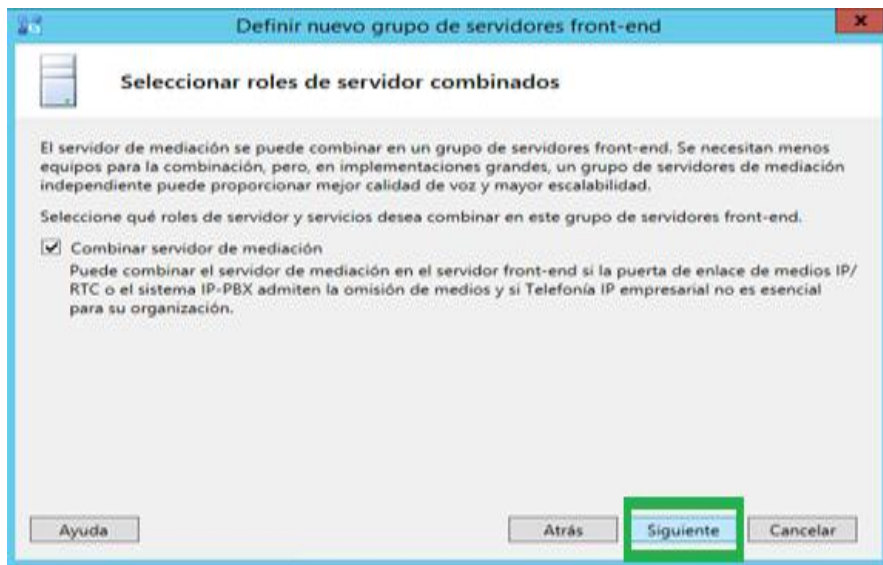 Definir nuevo grupo de servidores front-end
x
Seleccionar roles de servidor combinados
El servidor de mediación se puede combinar en un grupo de servidores front-end. Se necesitan menos
equipos para la combinación, pero, en implementaciones grandes, un grupo de servidores de mediación
independiente puede proporcionar mejor calidad de voz y mayor escalabilidad.
Seleccione qué roles de servidor y servicios desea combinar en este grupo de servidores front-end.
Combinar servidor de mediación
Puede combinar el servidor de mediación en el servidor front-end si la puerta de enlace de medios IP/
RTC o el sistema IP-PBX admiten la omisión de medios y si Telefonía IP empresarial no es esencial
para su organización.
Ayuda Atrás Siguiente Cancelar